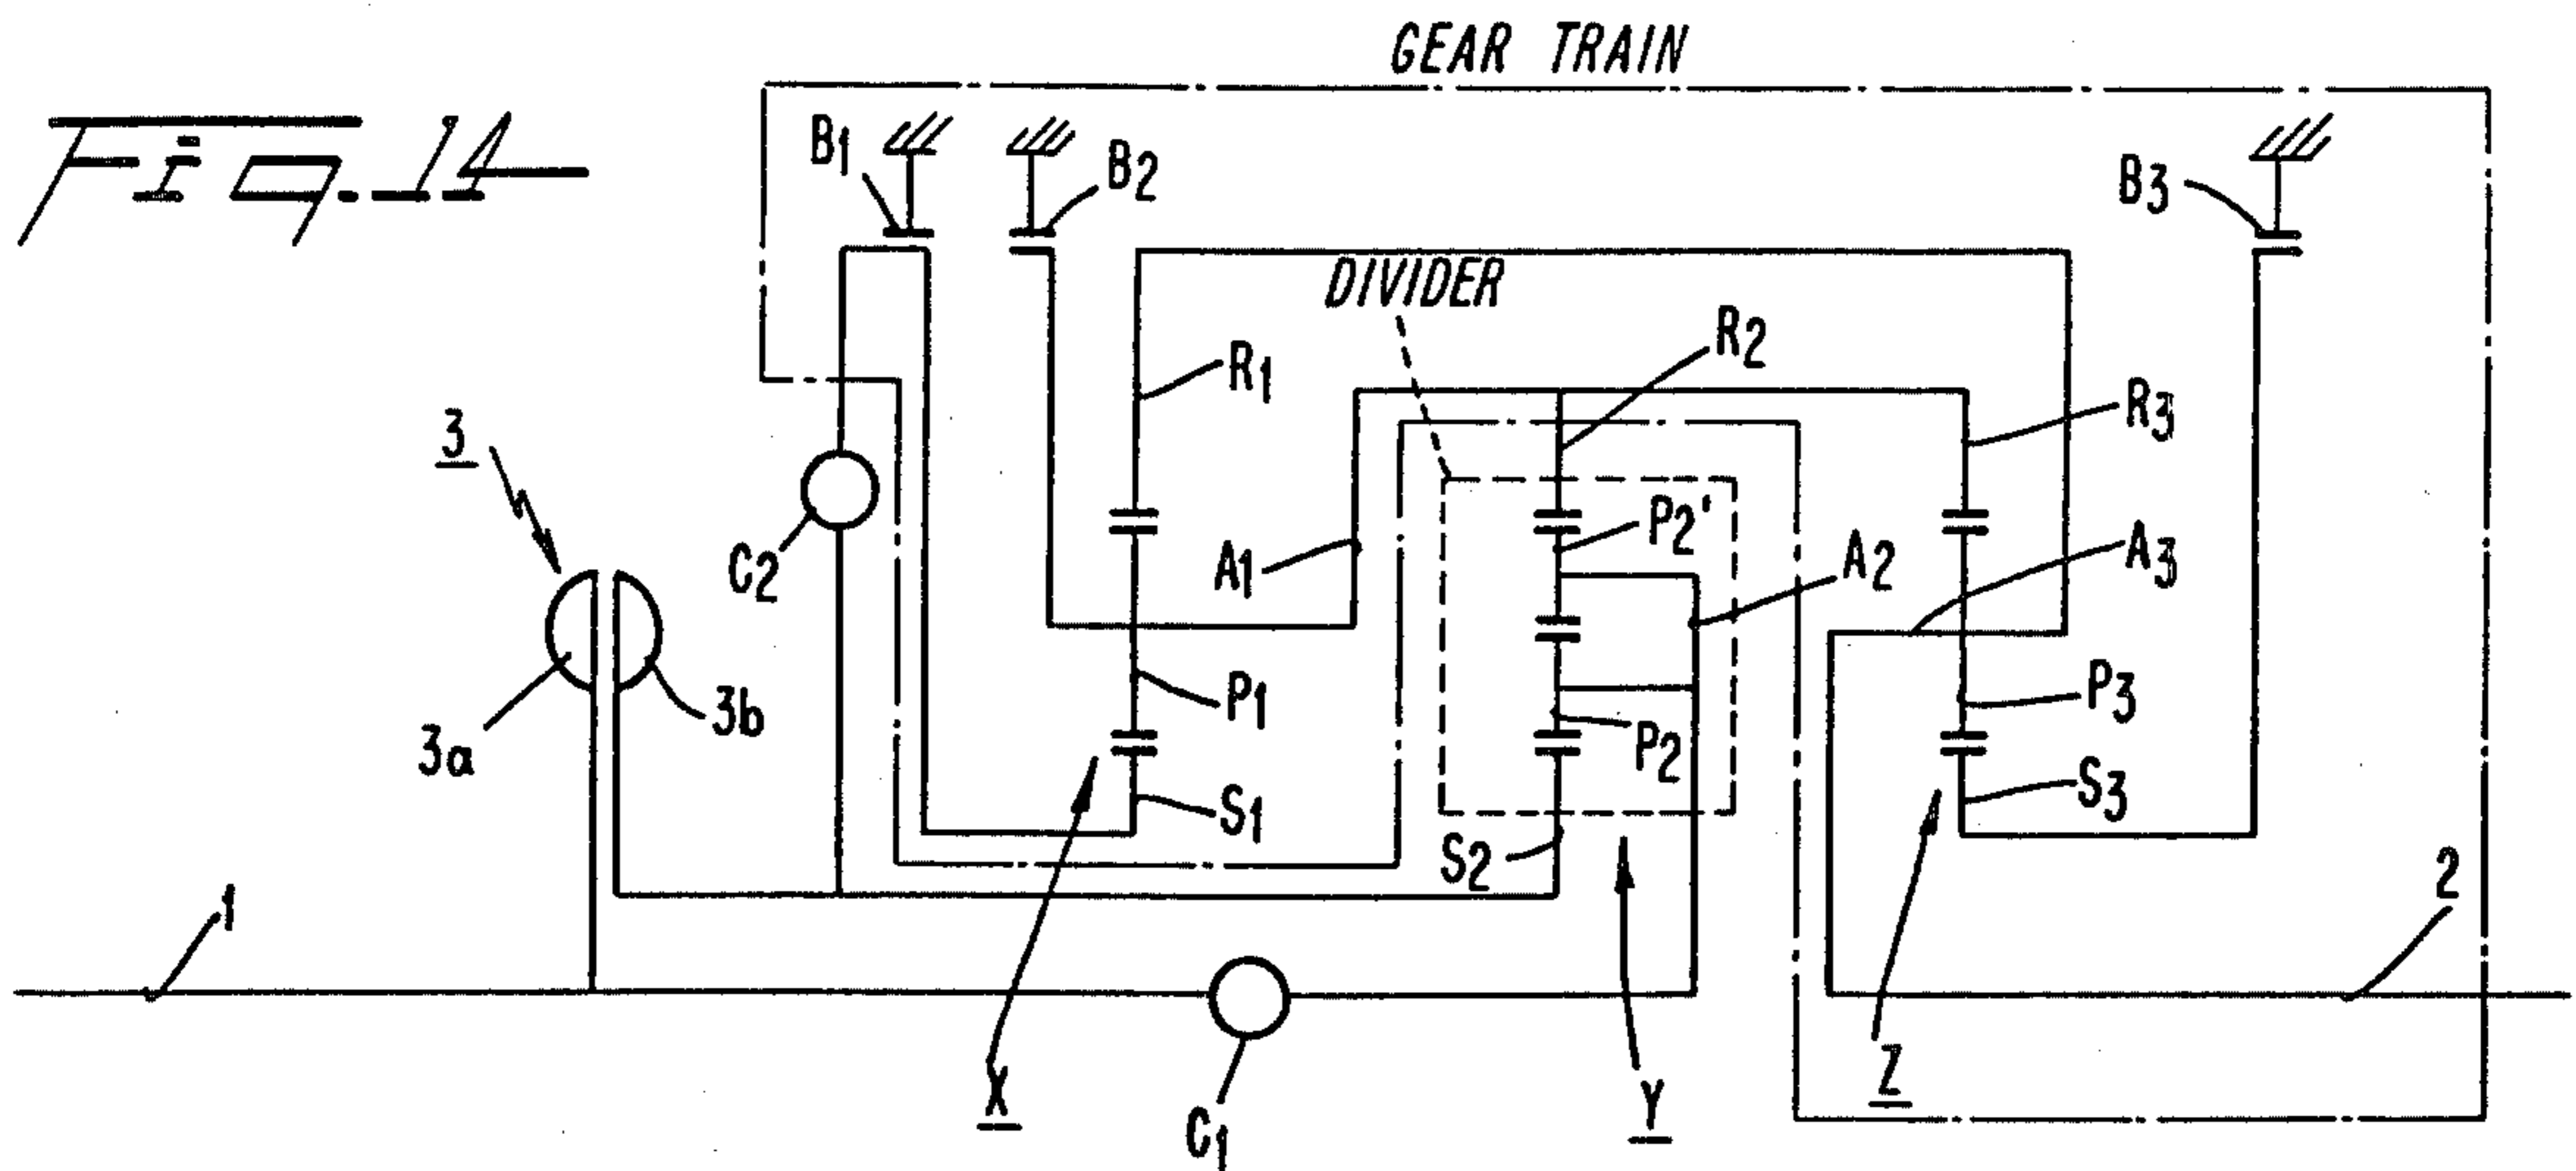 GEAR TRAIN
Fig. 14
B1
B2
B3
DIVIDER
R1
R2
R3
3
C2
A1
P2'
A2
A3
3a
3b
P1
P2
P3
S1
S2
S3
1
2
X
C1
Y
Z